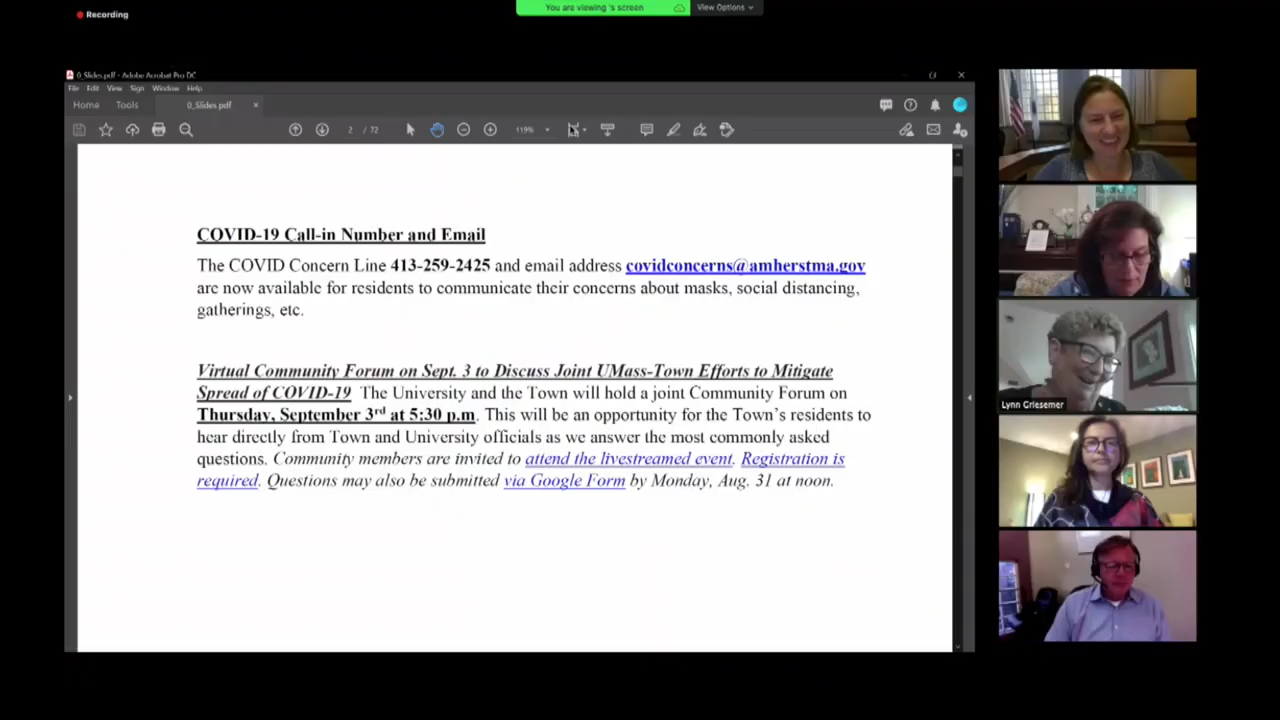 Recording
You are viewing 's screen
View Options
0_Slides.pdf - Adobe Acrobat Pro DC
File Edit View Sign Window Help
Home Tools 0_Slides.pdf ×
2 / 72 119%
COVID-19 Call-in Number and Email
The COVID Concern Line 413-259-2425 and email address covidconcerns@amherstma.gov
are now available for residents to communicate their concerns about masks, social distancing,
gatherings, etc.
Virtual Community Forum on Sept. 3 to Discuss Joint UMass-Town Efforts to Mitigate
Spread of COVID-19 The University and the Town will hold a joint Community Forum on
Thursday, September 3rd at 5:30 p.m. This will be an opportunity for the Town's residents to
hear directly from Town and University officials as we answer the most commonly asked
questions. Community members are invited to attend the livestreamed event. Registration is
required. Questions may also be submitted via Google Form by Monday, Aug. 31 at noon.
Lynn Griesemer